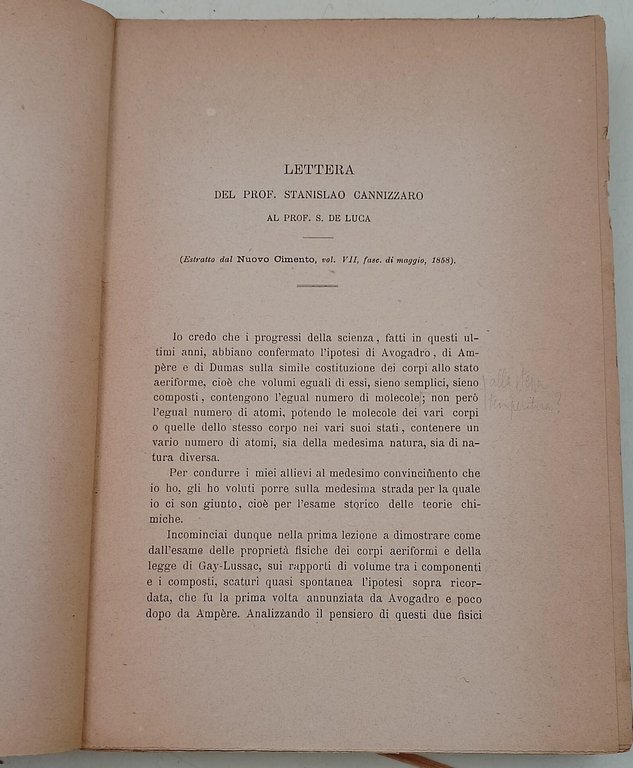 LETTERA
DEL PROF. STANISLAO CANNIZZARO
AL PROF. S. DE LUCA
(Estratto dal Nuovo Cimento, vol. VII, fasc. di maggio, 1858).
Io credo che i progressi della scienza, fatti in questi ul-
timi anni, abbiano confermato l'ipotesi di Avogadro, di Am-
père e di Dumas sulla simile costituzione dei corpi allo stato
aeriforme, cioè che volumi eguali di essi, sieno semplici, sieno
composti, contengono l'egual numero di molecole; non però
l'egual numero di atomi, potendo le molecole dei vari corpi
o quelle dello stesso corpo nei vari suoi stati, contenere un
vario numero di atomi, sia della medesima natura, sia di na-
tura diversa.
alla stessa
temperatura?
Per condurre i miei allievi al medesimo convincimento che
io ho, gli ho voluti porre sulla medesima strada per la quale
io ci son giunto, cioè per l'esame storico delle teorie chi-
miche.
Incominciai dunque nella prima lezione a dimostrare come
dall'esame delle proprietà fisiche dei corpi aeriformi e della
legge di Gay-Lussac, sui rapporti di volume tra i componenti
e i composti, scaturì quasi spontanea l'ipotesi sopra ricor-
data, che fu la prima volta annunziata da Avogadro e poco
dopo da Ampère. Analizzando il pensiero di questi due fisici